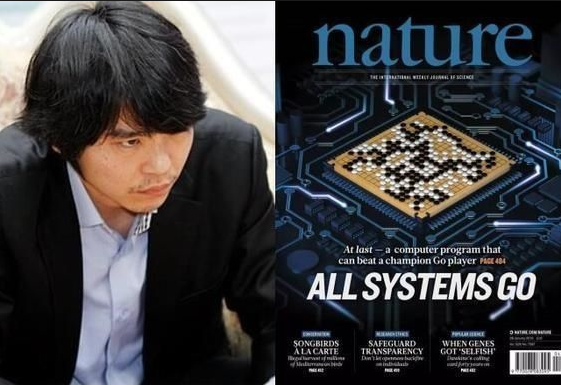 nature
THE INTERNATIONAL WEEKLY JOURNAL OF SCIENCE
At last — a computer program that
can beat a champion Go player PAGE 484
ALL SYSTEMS GO
CONSERVATION
SONGBIRDS
À LA CARTE
Illegal harvest of millions
of Mediterranean birds
PAGE 452
RESEARCH ETHICS
SAFEGUARD
TRANSPARENCY
Don't let openness backfire
on individuals
PAGE 459
POPULAR SCIENCE
WHEN GENES
GOT 'SELFISH'
Dawkins's calling
card forty years on
PAGE 462
NATURE.COM/NATURE